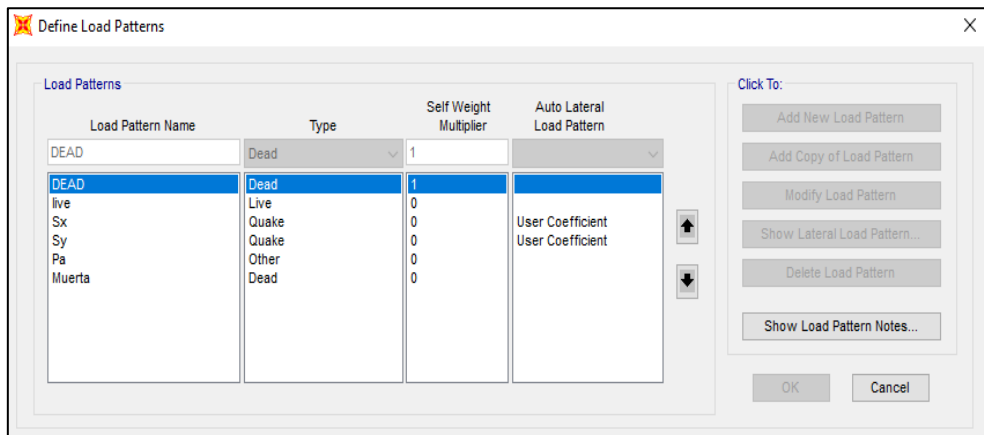 Define Load Patterns
Load Patterns
Click To:
Load Pattern Name Type Self Weight Multiplier Auto Lateral Load Pattern
DEAD Dead 1
DEAD Dead 1
live Live 0
Sx Quake 0 User Coefficient
Sy Quake 0 User Coefficient
Pa Other 0
Muerta Dead 0
Add New Load Pattern
Add Copy of Load Pattern
Modify Load Pattern
Show Lateral Load Pattern...
Delete Load Pattern
Show Load Pattern Notes...
OK Cancel